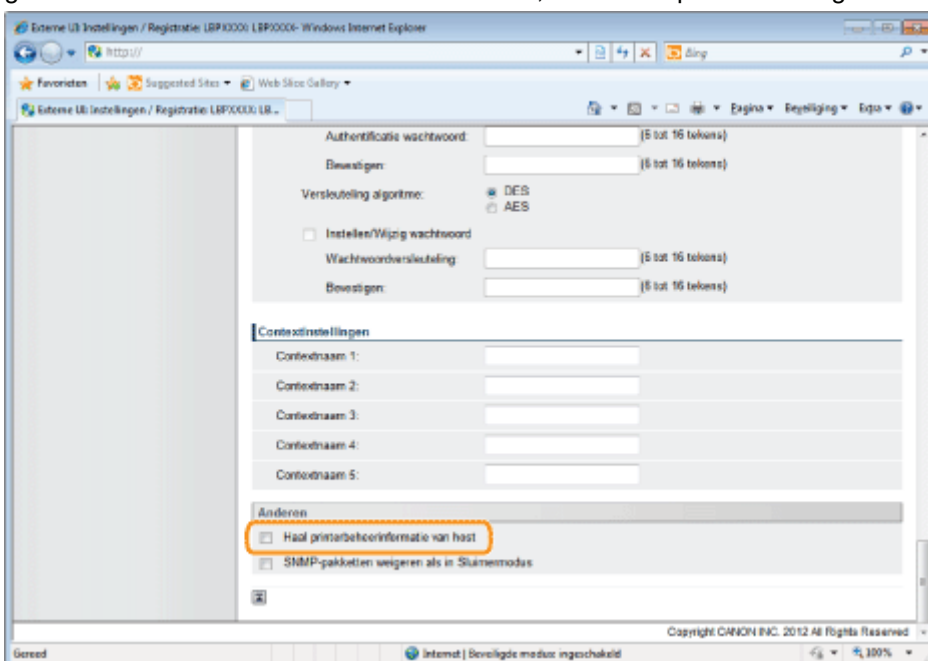 Externe UI: Instellingen / Registratie: LBPXXXX: LBPXXXX- Windows Internet Explorer
http://
Bing
Favorieten Suggested Sites Web Slice Gallery
Externe UI: Instellingen / Registratie: LBPXXXX: LB...
Pagina Beveiliging Extra
Authentificatie wachtwoord: (6 tot 16 tekens)
Bevestigen: (6 tot 16 tekens)
Versleuteling algoritme: DES
AES
Instellen/Wijzig wachtwoord
Wachtwoordversleuteling: (6 tot 16 tekens)
Bevestigen: (6 tot 16 tekens)
Contextinstellingen
Contextnaam 1:
Contextnaam 2:
Contextnaam 3:
Contextnaam 4:
Contextnaam 5:
Anderen
Haal printerbeheerinformatie van host
SNMP-pakketten weigeren als in Sluimermodus
Copyright CANON INC. 2012 All Rights Reserved
Gereed Internet | Beveiligde modus: ingeschakeld 100%